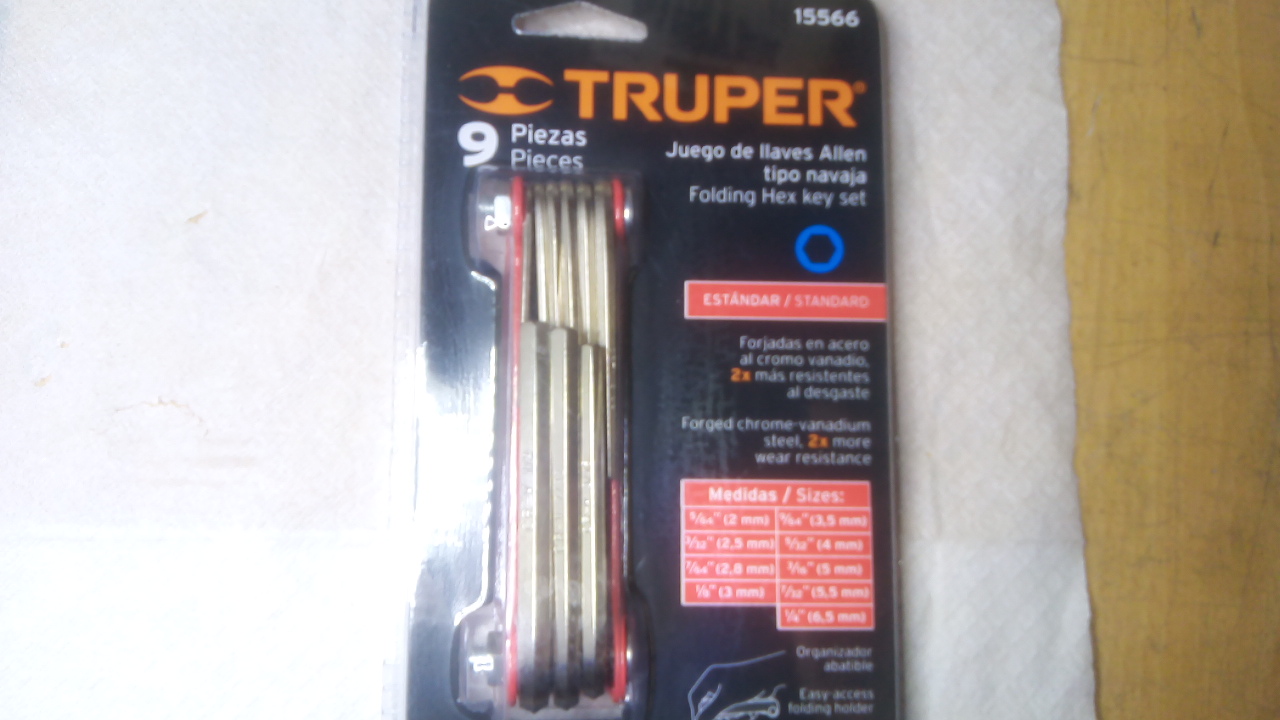 15566
TRUPER®
9 Piezas
Pieces
Juego de llaves Allen
tipo navaja
Folding Hex key set
ESTÁNDAR / STANDARD
Forjadas en acero
al cromo vanadio,
2x más resistentes
al desgaste
Forged chrome-vanadium
steel, 2x more
wear resistance
Medidas / Sizes:
5/64" (2 mm) 9/64" (3,5 mm)
3/32" (2,5 mm) 5/32" (4 mm)
7/64" (2,8 mm) 3/16" (5 mm)
1/8" (3 mm) 7/32" (5,5 mm)
1/4" (6,5 mm)
Organizador
abatible
Easy-access
folding holder